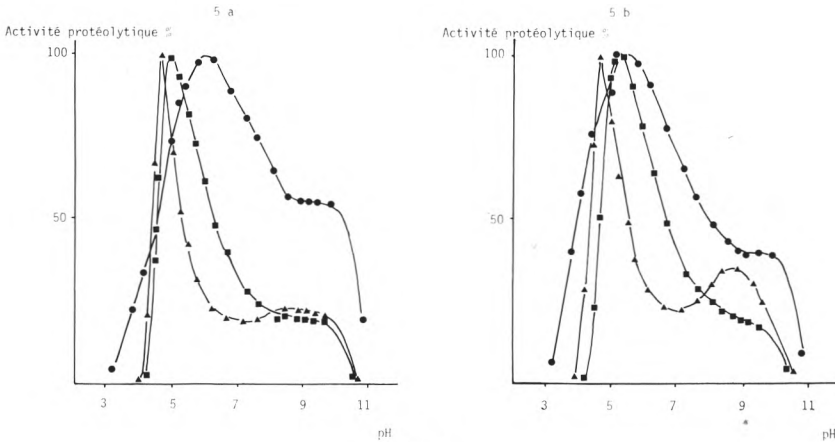 5 a
Activité protéolytique %
100
50
3 5 7 9 11
pH
5 b
Activité protéolytique %
100
50
3 5 7 9 11
pH